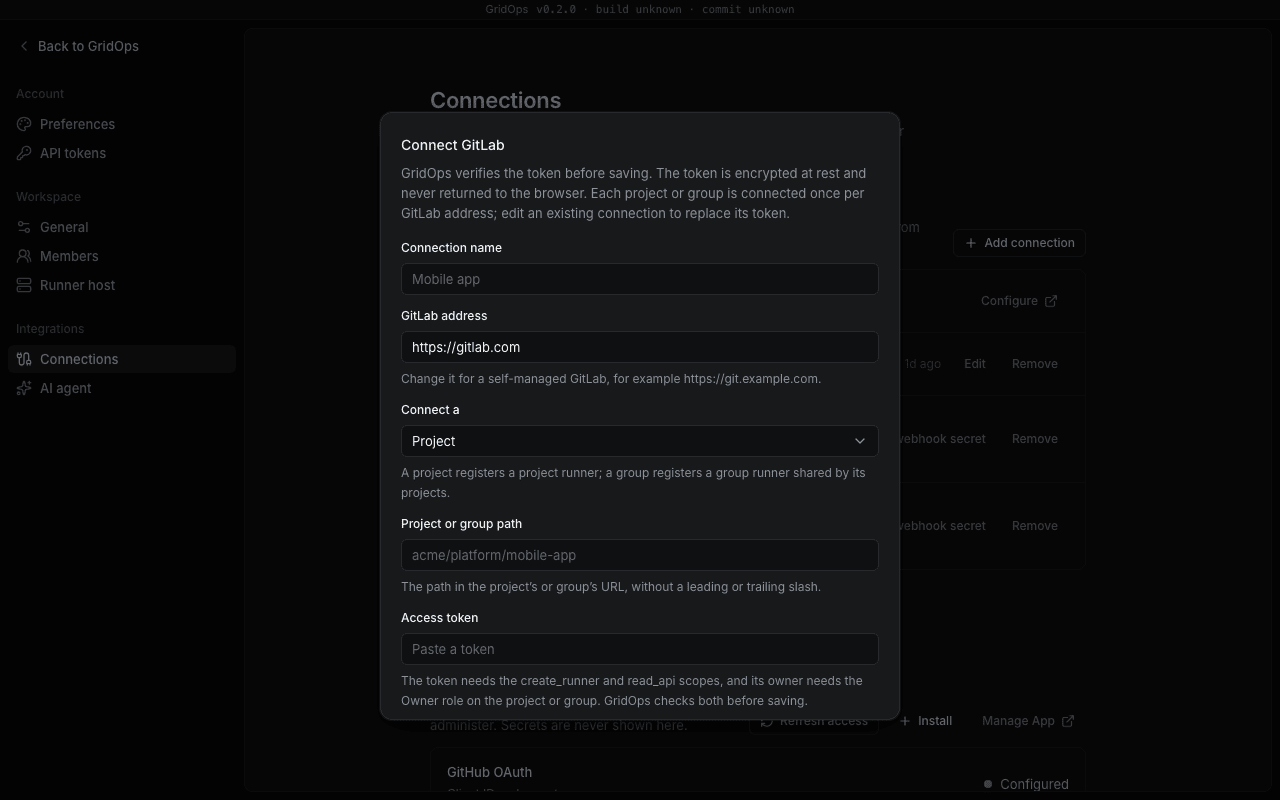 GridOps v0.2.0 · build unknown · commit unknown
Back to GridOps
Account
Preferences
API tokens
Workspace
General
Members
Runner host
Integrations
Connections
AI agent
Connections
Connect GitLab
GridOps verifies the token before saving. The token is encrypted at rest and
never returned to the browser. Each project or group is connected once per
GitLab address; edit an existing connection to replace its token.
Connection name
Mobile app
GitLab address
https://gitlab.com
Change it for a self-managed GitLab, for example https://git.example.com.
Connect a
Project
A project registers a project runner; a group registers a group runner shared by its
projects.
Project or group path
acme/platform/mobile-app
The path in the project’s or group’s URL, without a leading or trailing slash.
Access token
Paste a token
The token needs the create_runner and read_api scopes, and its owner needs the
Owner role on the project or group. GridOps checks both before saving.
Add connection
Configure
1d ago Edit Remove
webhook secret Remove
webhook secret Remove
administer. Secrets are never shown here.
Refresh access Install Manage App
GitHub OAuth
Configured